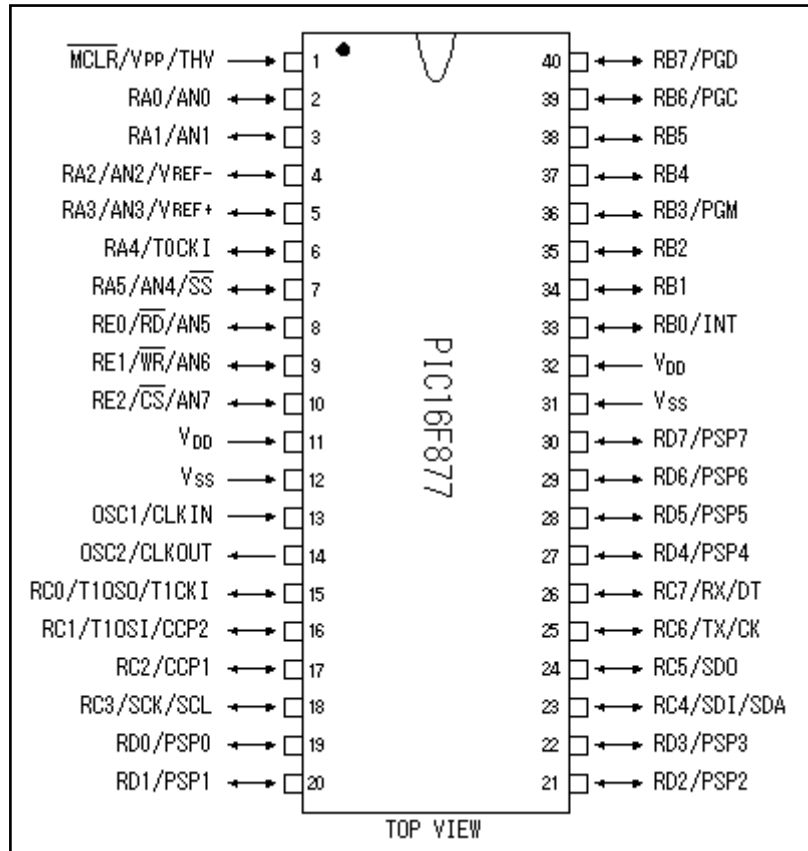 M̅C̅L̅R̅/VPP/THV 1 40 RB7/PGD
RA0/AN0 2 39 RB6/PGC
RA1/AN1 3 38 RB5
RA2/AN2/VREF- 4 37 RB4
RA3/AN3/VREF+ 5 36 RB3/PGM
RA4/T0CKI 6 35 RB2
RA5/AN4/S̅S̅ 7 34 RB1
RE0/R̅D̅/AN5 8 33 RB0/INT
RE1/W̅R̅/AN6 9 32 VDD
RE2/C̅S̅/AN7 10 31 VSS
VDD 11 30 RD7/PSP7
VSS 12 29 RD6/PSP6
OSC1/CLKIN 13 28 RD5/PSP5
OSC2/CLKOUT 14 27 RD4/PSP4
RC0/T1OSO/T1CKI 15 26 RC7/RX/DT
RC1/T1OSI/CCP2 16 25 RC6/TX/CK
RC2/CCP1 17 24 RC5/SDO
RC3/SCK/SCL 18 23 RC4/SDI/SDA
RD0/PSP0 19 22 RD3/PSP3
RD1/PSP1 20 21 RD2/PSP2
PIC16F877
TOP VIEW